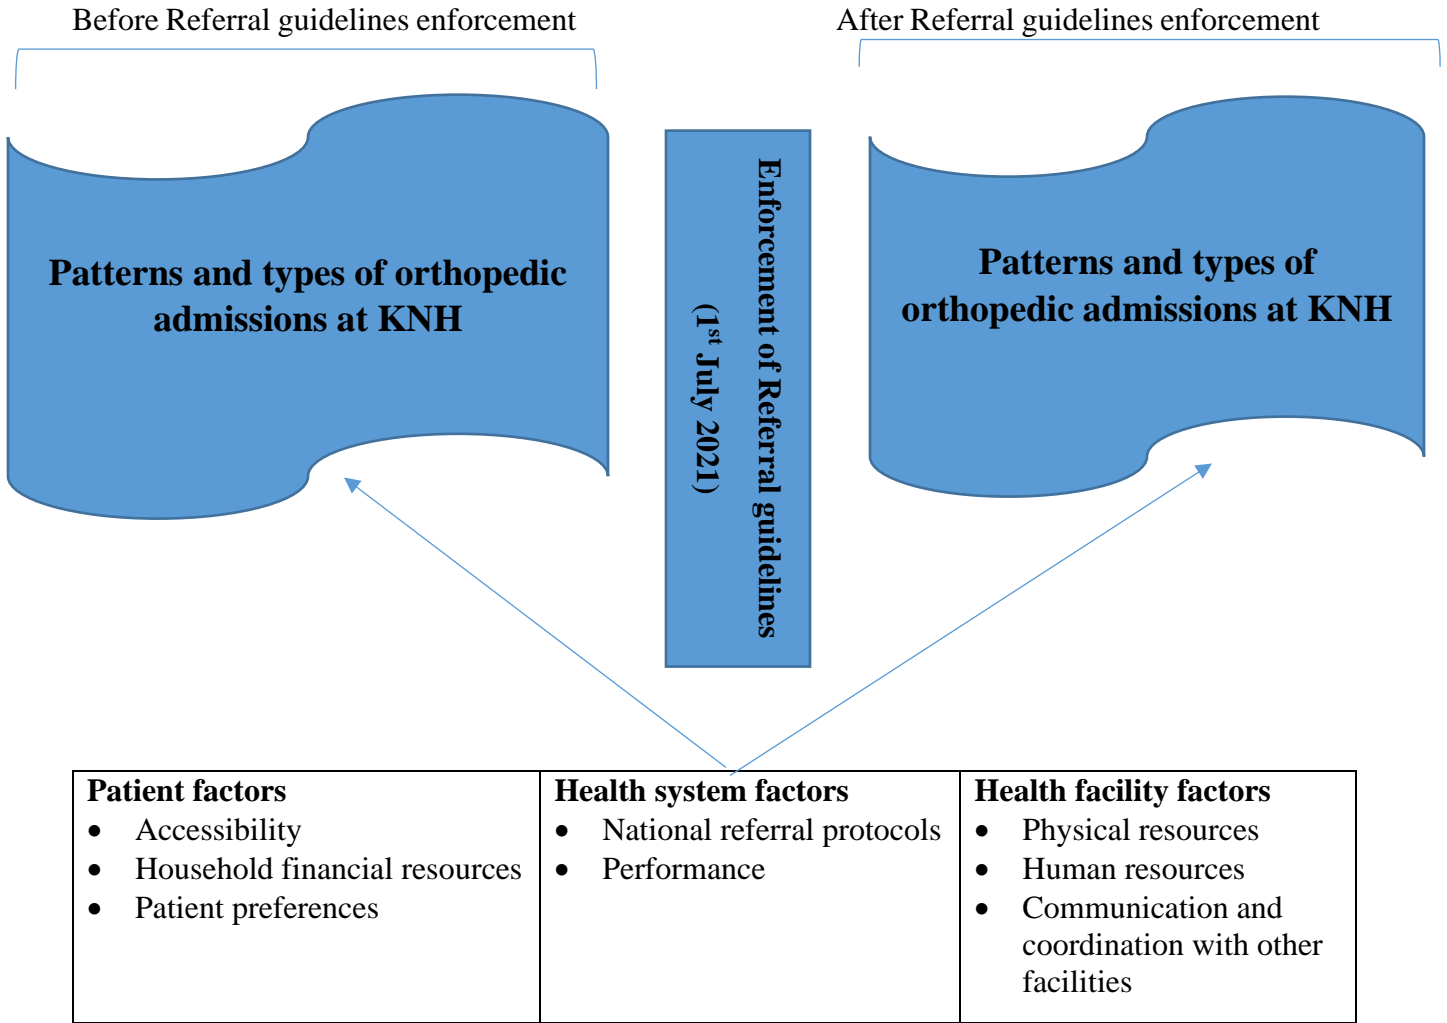 Before Referral guidelines enforcement
After Referral guidelines enforcement
Patterns and types of orthopedic
admissions at KNH
Enforcement of Referral guidelines
(1st July 2021)
Patterns and types of
orthopedic admissions at KNH
Patient factors
• Accessibility
• Household financial resources
• Patient preferences
Health system factors
• National referral protocols
• Performance
Health facility factors
• Physical resources
• Human resources
• Communication and
coordination with other
facilities